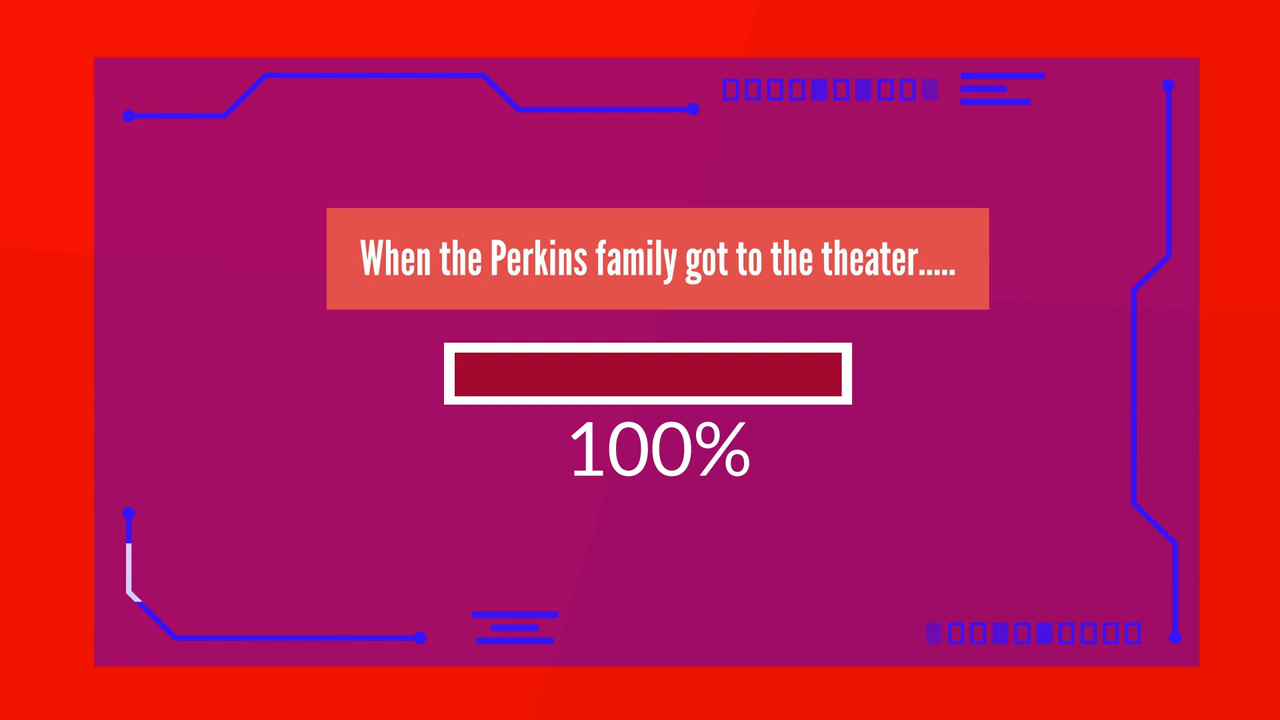 When the Perkins family got to the theater.....
100%